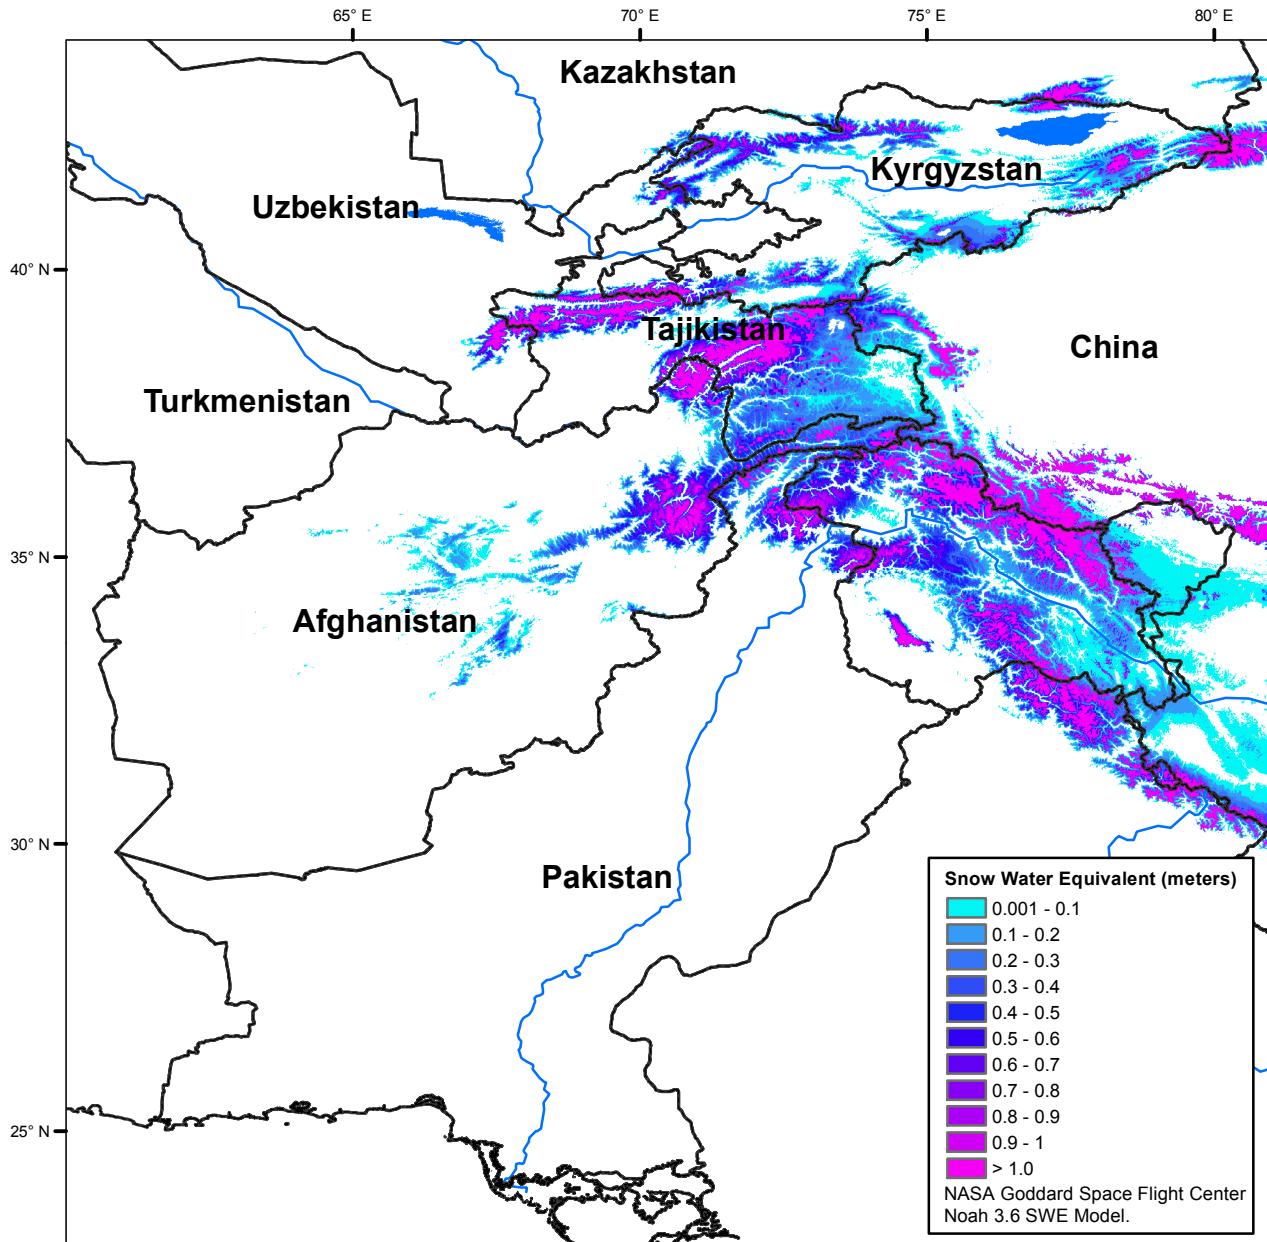 65° E
70° E
75° E
80° E
Kazakhstan
Kyrgyzstan
Uzbekistan
40° N
Tajikistan
China
Turkmenistan
35° N
Afghanistan
30° N
Pakistan
Snow Water Equivalent (meters)
0.001 - 0.1
0.1 - 0.2
0.2 - 0.3
0.3 - 0.4
0.4 - 0.5
0.5 - 0.6
0.6 - 0.7
0.7 - 0.8
0.8 - 0.9
0.9 - 1
> 1.0
NASA Goddard Space Flight Center
Noah 3.6 SWE Model.
25° N